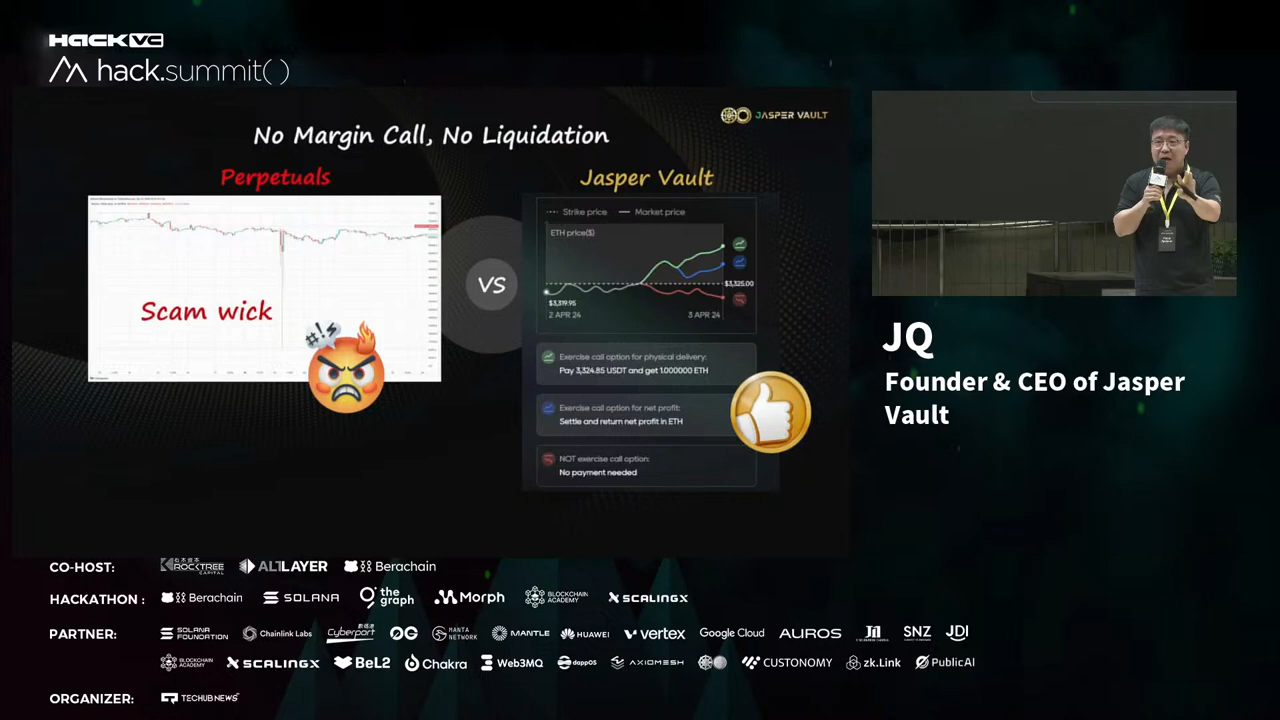 HACK VC
hack.summit()
JASPER VAULT
No Margin Call, No Liquidation
Perpetuals
Jasper Vault
Scam wick
#!$
VS
Strike price
Market price
ETH price($)
$3,325.00
$3,319.95
2 APR 24
3 APR 24
Exercise call option for physical delivery:
Pay 3,324.85 USDT and get 1.000000 ETH
Exercise call option for net profit:
Settle and return net profit in ETH
NOT exercise call option:
No payment needed
JQ
Founder & CEO of Jasper
Vault
CO-HOST:
ROCKTREE
CAPITAL
ALTLAYER
Berachain
HACKATHON :
Berachain
SOLANA
the graph
Morph
BLOCKCHAIN
ACADEMY
SCALINGX
PARTNER:
SOLANA
FOUNDATION
Chainlink Labs
Cyberport
0G
MANTA
NETWORK
MANTLE
HUAWEI
vertex
Google Cloud
AUROS
SNZ
JDI
BLOCKCHAIN
ACADEMY
SCALINGX
BeL2
Chakra
Web3MQ
dappOS
AXIOMESH
CUSTONOMY
zk.Link
PublicAI
ORGANIZER:
TECHUB NEWS